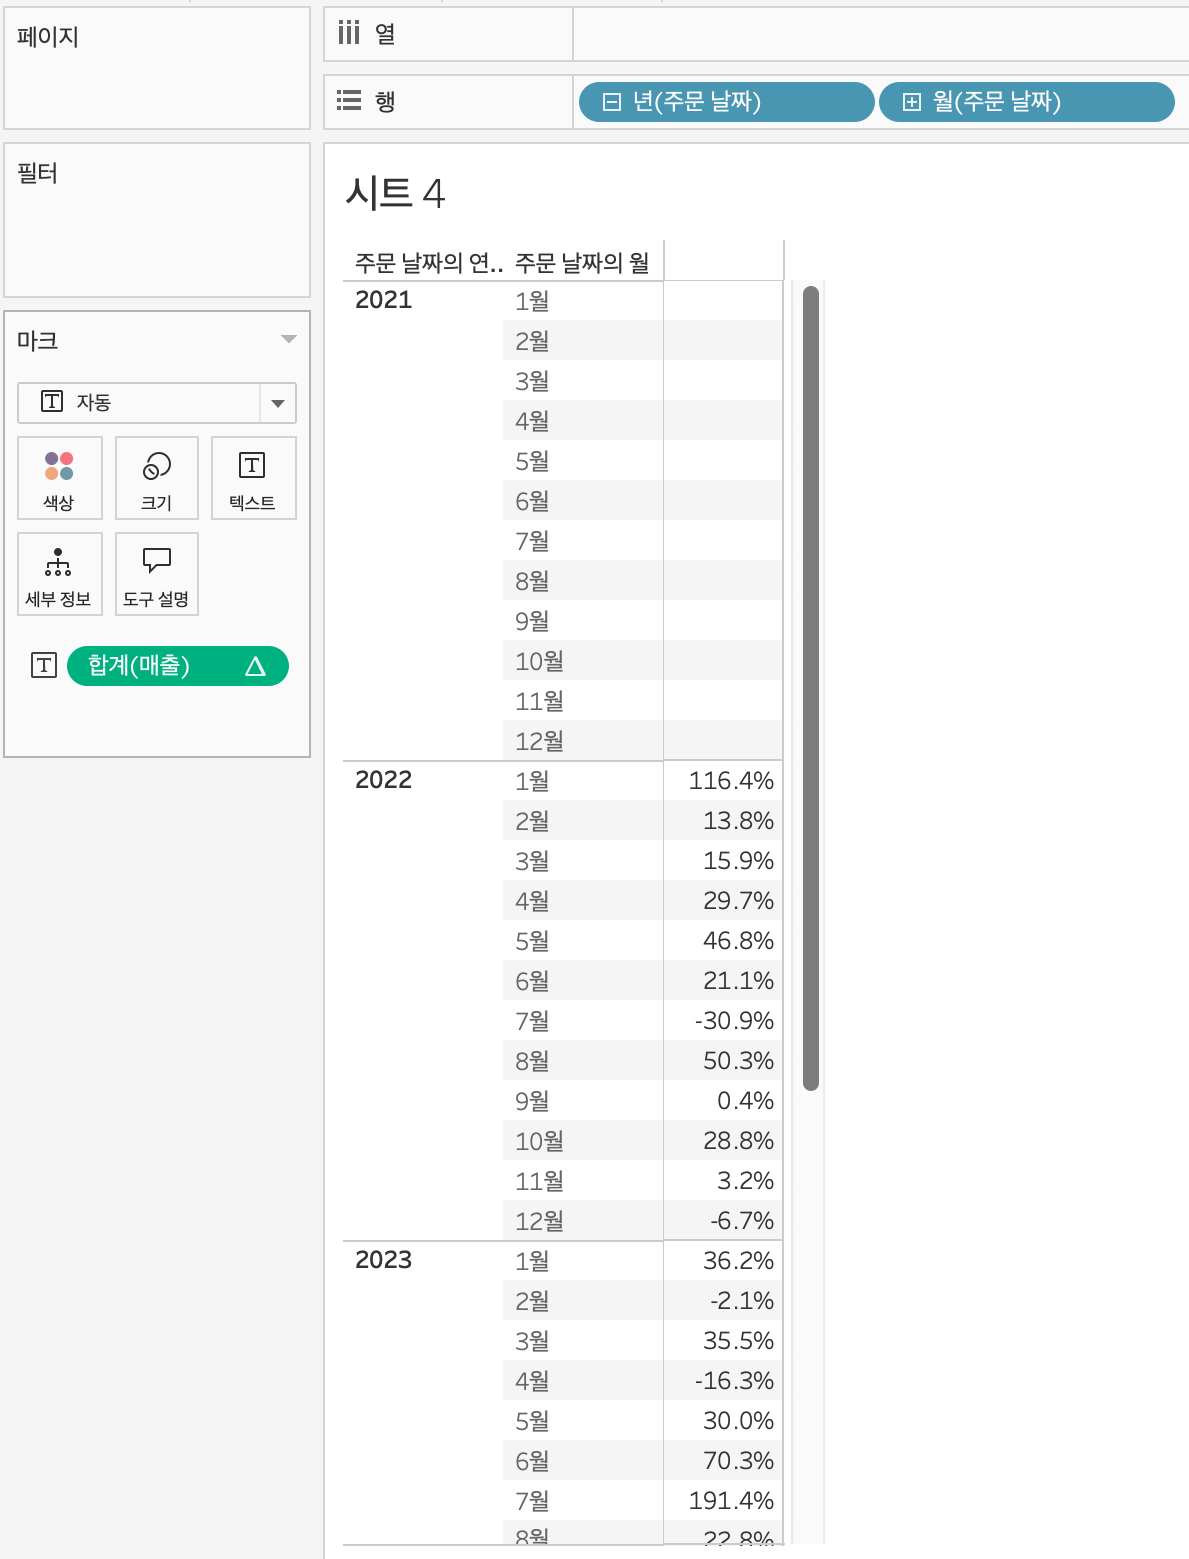 페이지
열
행
년(주문 날짜)
월(주문 날짜)
필터
마크
자동
색상
크기
텍스트
세부 정보
도구 설명
합계(매출)
시트 4
주문 날짜의 연.. 주문 날짜의 월
2021 1월
2월
3월
4월
5월
6월
7월
8월
9월
10월
11월
12월
2022 1월 116.4%
2월 13.8%
3월 15.9%
4월 29.7%
5월 46.8%
6월 21.1%
7월 -30.9%
8월 50.3%
9월 0.4%
10월 28.8%
11월 3.2%
12월 -6.7%
2023 1월 36.2%
2월 -2.1%
3월 35.5%
4월 -16.3%
5월 30.0%
6월 70.3%
7월 191.4%
8월 22.8%